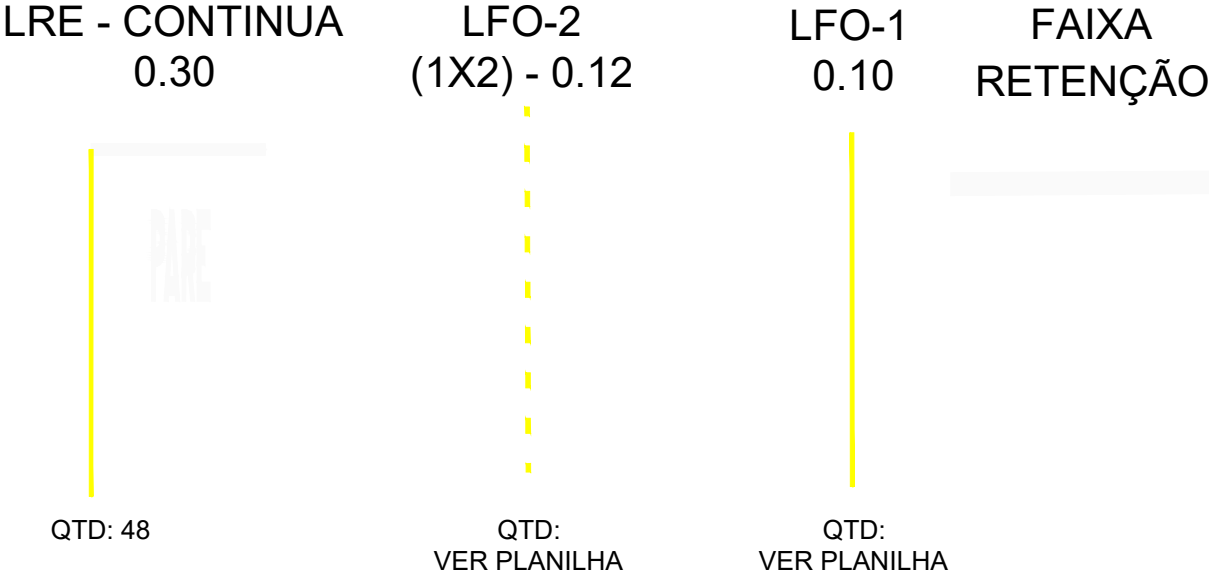 LRE - CONTINUA
0.30
LFO-2
(1X2) - 0.12
LFO-1
0.10
FAIXA
RETENÇÃO
PARE
QTD: 48
QTD:
VER PLANILHA
QTD:
VER PLANILHA